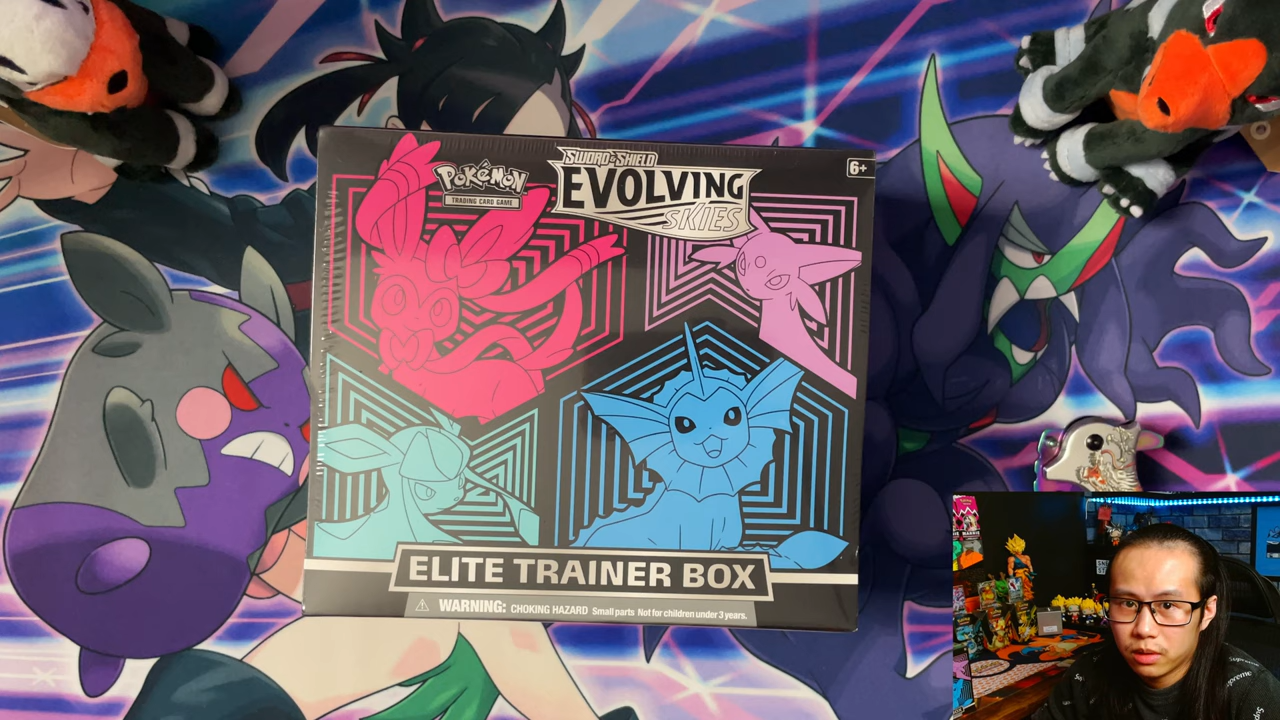 Pokémon
TRADING CARD GAME
SWORD & SHIELD
EVOLVING
SKIES
6+
ELITE TRAINER BOX
WARNING: CHOKING HAZARD Small parts Not for children under 3 years.
Supreme